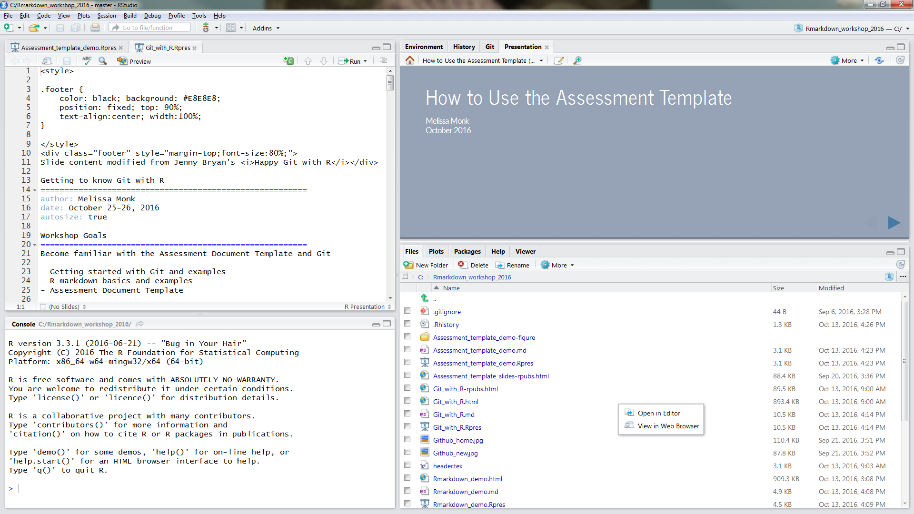 C:/Rmarkdown_workshop_2016 - master - RStudio
File Edit Code View Plots Session Build Debug Profile Tools Help
Go to file/function Addins Rmarkdown_workshop_2016 — C:/
Assessment_template_demo.Rpres Git_with_R.Rpres
Preview Run
1 <style>
2
3 .footer {
4 color: black; background: #E8E8E8;
5 position: fixed; top: 90%;
6 text-align:center; width:100%;
7 }
8
9 </style>
10 <div class="footer" style="margin-top;font-size:80%;">
11 Slide content modified from Jenny Bryan's <i>Happy Git with R</i></div>
12
13 Getting to know Git with R
14 =======================================================
15 author: Melissa Monk
16 date: October 25-26, 2016
17 autosize: true
18
19 Workshop Goals
20 =======================================================
21 Become familiar with the Assessment Document Template and Git
22
23 - Getting started with Git and examples
24 - R markdown basics and examples
25 - Assessment Document Template
26
1:1 (No Slides) R Presentation
Console C:/Rmarkdown_workshop_2016/
R version 3.3.1 (2016-06-21) -- "Bug in Your Hair"
Copyright (C) 2016 The R Foundation for Statistical Computing
Platform: x86_64-w64-mingw32/x64 (64-bit)
R is free software and comes with ABSOLUTELY NO WARRANTY.
You are welcome to redistribute it under certain conditions.
Type 'license()' or 'licence()' for distribution details.
R is a collaborative project with many contributors.
Type 'contributors()' for more information and
'citation()' on how to cite R or R packages in publications.
Type 'demo()' for some demos, 'help()' for on-line help, or
'help.start()' for an HTML browser interface to help.
Type 'q()' to quit R.
>
Environment History Git Presentation
How to Use the Assessment Template (... More
How to Use the Assessment Template
Melissa Monk
October 2016
Files Plots Packages Help Viewer
New Folder Delete Rename More
C: Rmarkdown_workshop_2016
Name Size Modified
..
.gitignore 44 B Sep 6, 2016, 3:28 PM
.Rhistory 1.3 KB Oct 13, 2016, 4:26 PM
Assessment_template_demo-figure
Assessment_template_demo.md 3.1 KB Oct 13, 2016, 4:23 PM
Assessment_template_demo.Rpres 3.1 KB Oct 13, 2016, 4:23 PM
Assessment_template_slides-rpubs.html 88.4 KB Sep 20, 2016, 3:36 PM
Git_with_R-rpubs.html 89.5 KB Oct 13, 2016, 9:00 AM
Git_with_R.html 893.4 KB Oct 13, 2016, 9:00 AM
Git_with_R.md 10.5 KB Oct 13, 2016, 4:14 PM
Git_with_R.Rpres 10.5 KB Oct 13, 2016, 4:14 PM
Github_home.jpg 110.4 KB Sep 21, 2016, 3:51 PM
Github_new.jpg 87.8 KB Sep 21, 2016, 3:52 PM
header.tex 3.1 KB Oct 13, 2016, 9:03 AM
Rmarkdown_demo.html 909.3 KB Oct 13, 2016, 4:17 PM
Rmarkdown_demo.md 4.9 KB Oct 13, 2016, 4:17 PM
Rmarkdown_demo.Rpres 4.5 KB Oct 13, 2016, 4:17 PM
Open in Editor
View in Web Browser